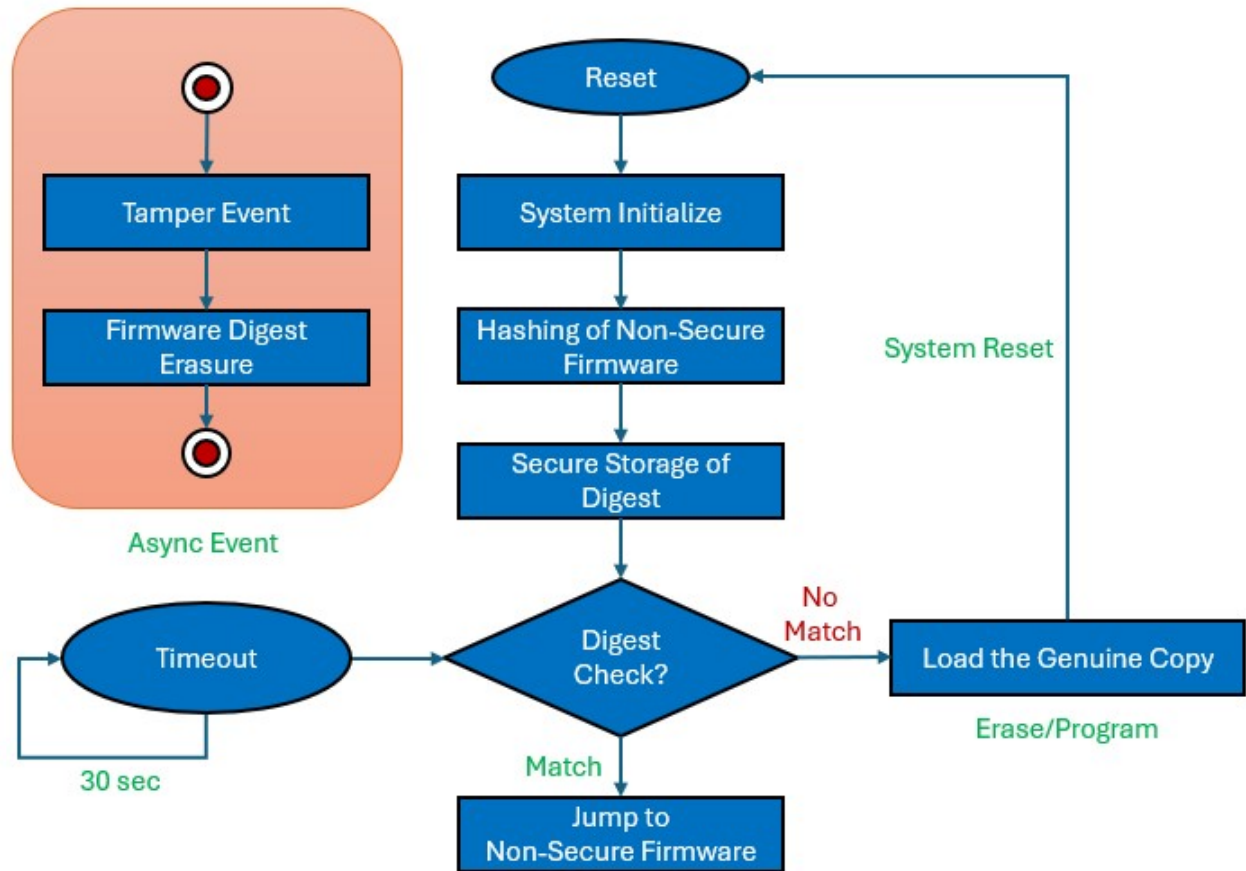 Reset
Tamper Event
System Initialize
Firmware Digest
Erasure
Hashing of Non-Secure
Firmware
System Reset
Secure Storage of
Digest
Async Event
No
Match
Timeout
Digest
Check?
Load the Genuine Copy
Erase/Program
Match
30 sec
Jump to
Non-Secure Firmware